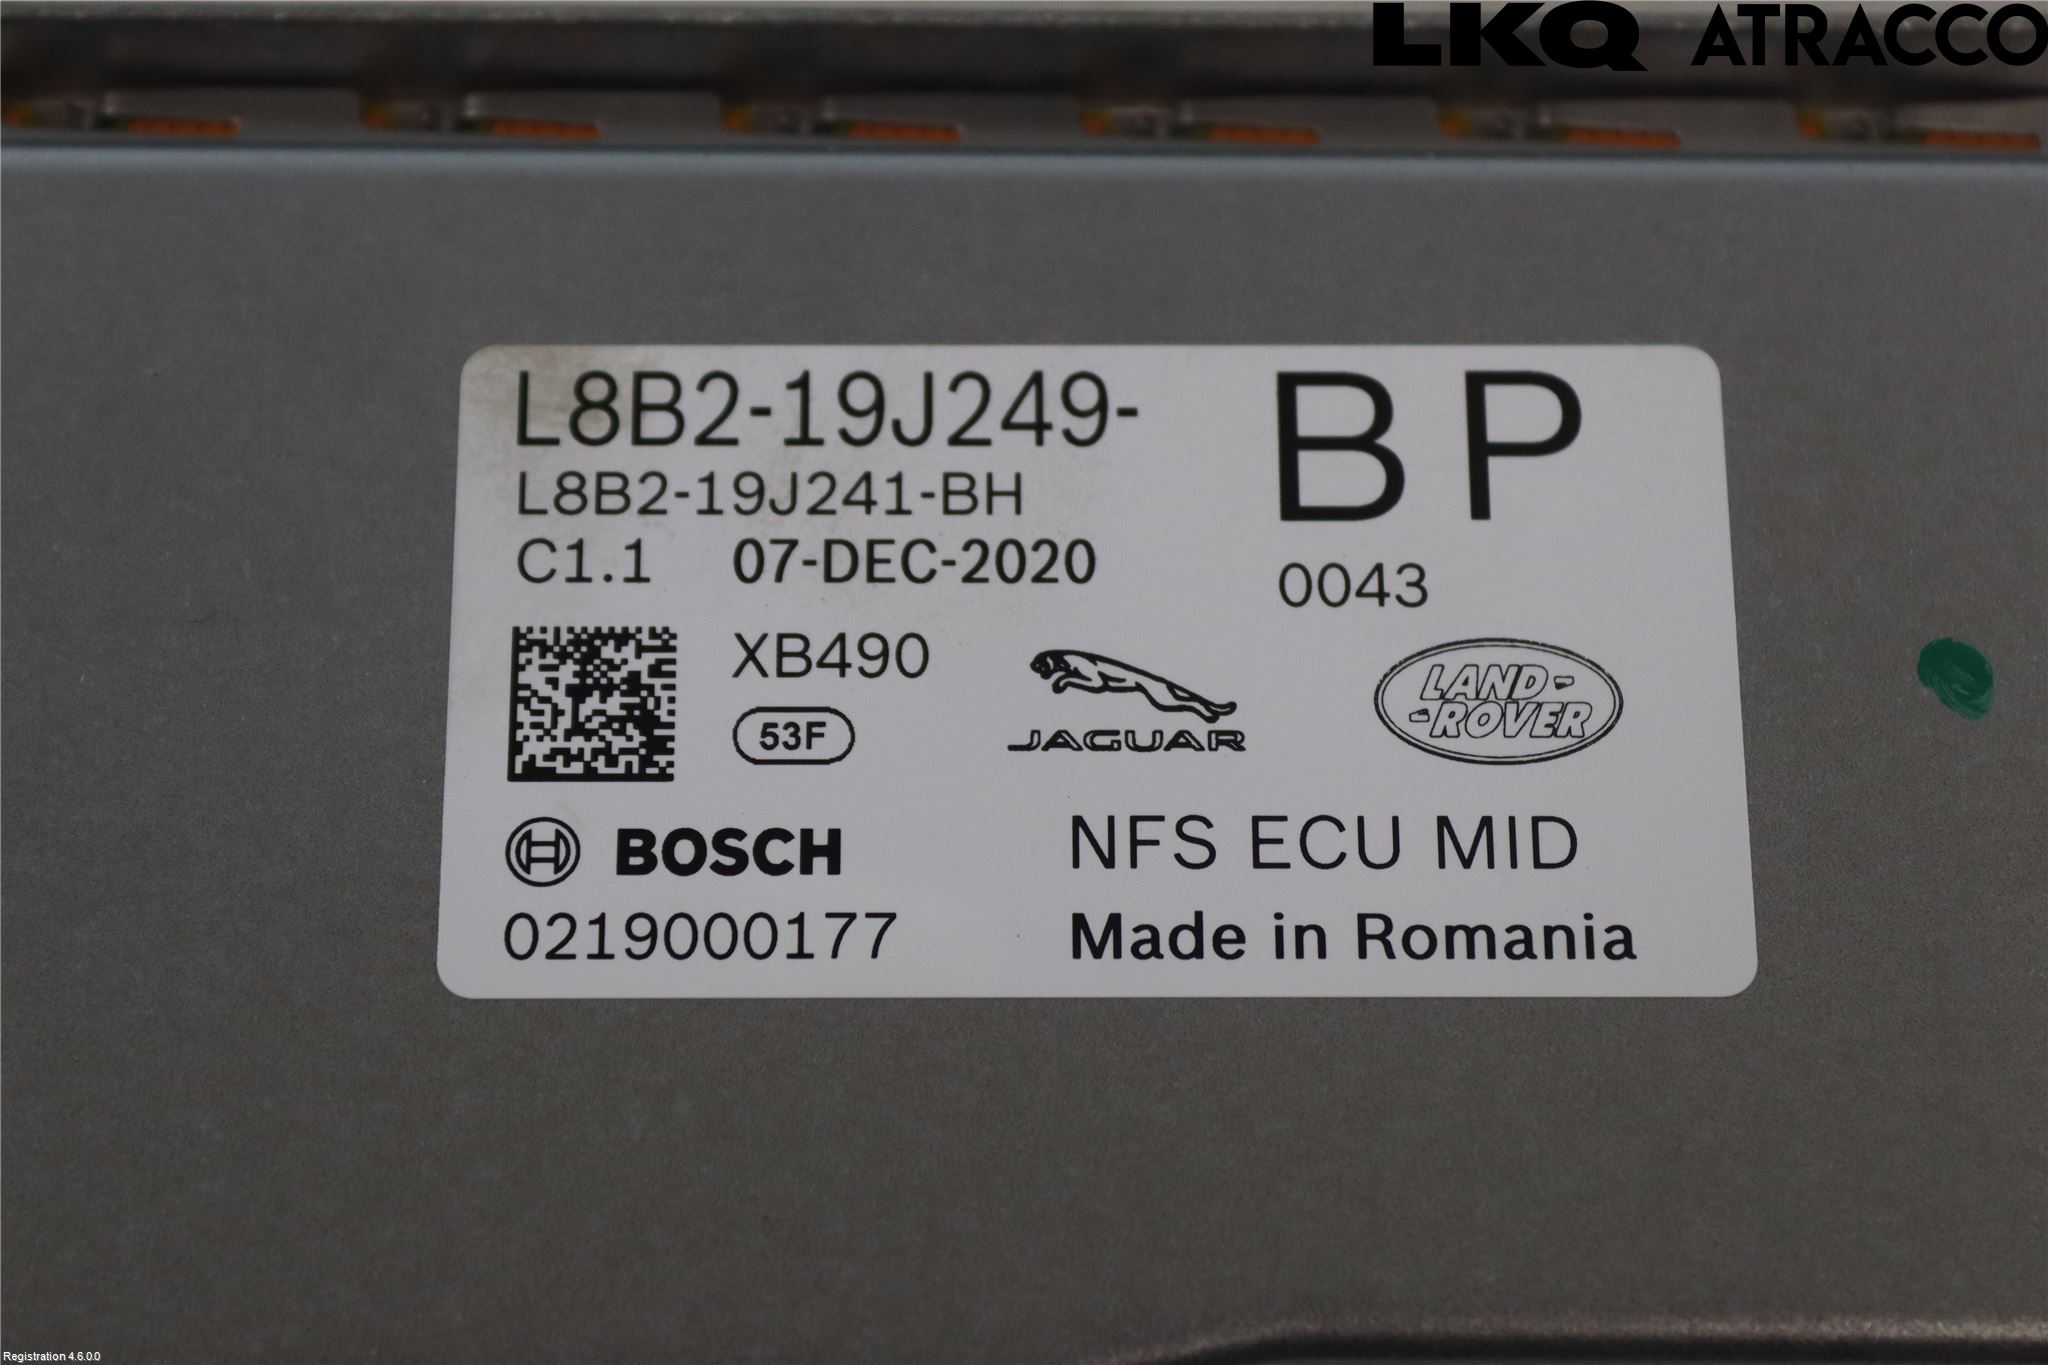 LKQ ATRACCO
L8B2-19J249- BP
L8B2-19J241-BH
C1.1 07-DEC-2020 0043
XB490
53F
JAGUAR
LAND-
-ROVER
BOSCH NFS ECU MID
0219000177 Made in Romania
Registration 4.6.0.0